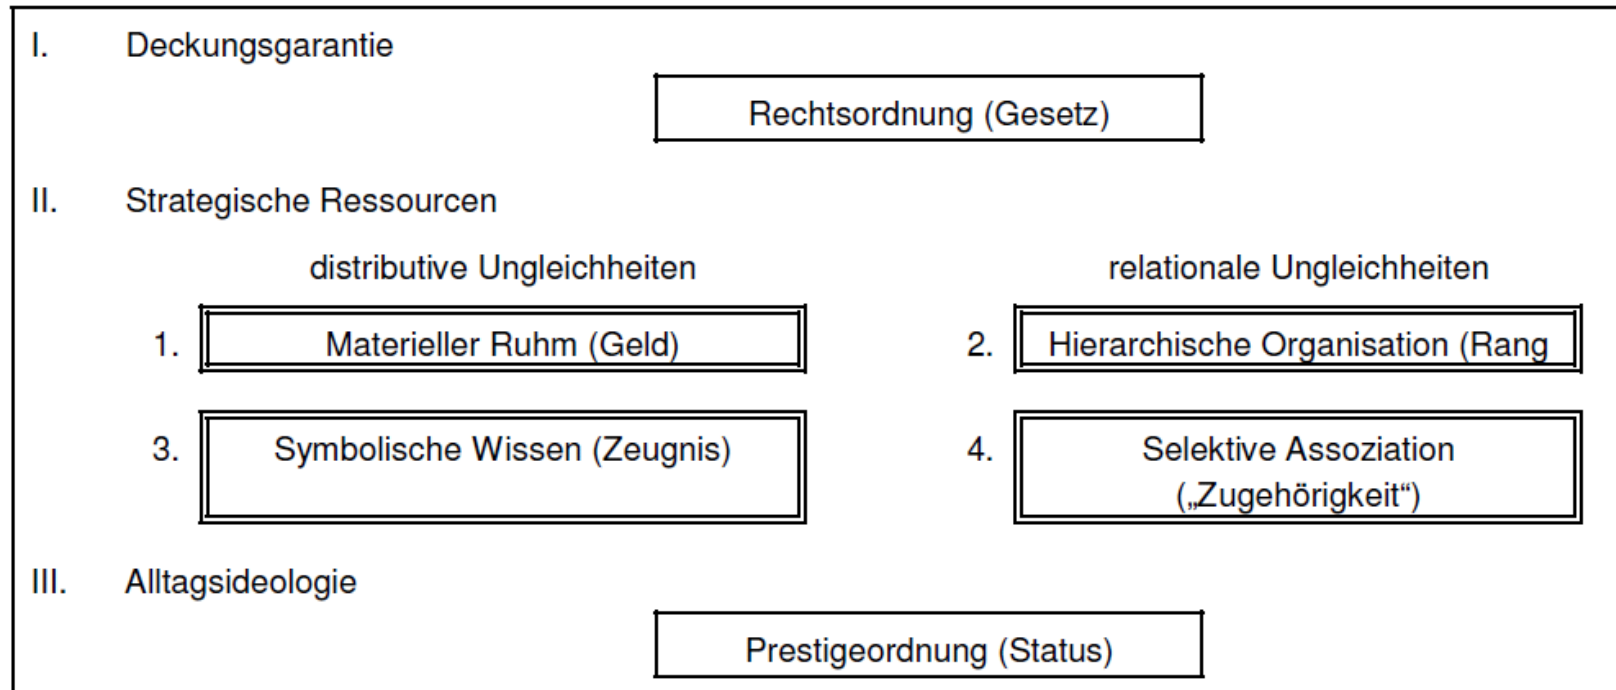 I. Deckungsgarantie
Rechtsordnung (Gesetz)
II. Strategische Ressourcen
distributive Ungleichheiten relationale Ungleichheiten
1. Materieller Ruhm (Geld) 2. Hierarchische Organisation (Rang
3. Symbolische Wissen (Zeugnis) 4. Selektive Assoziation
(„Zugehörigkeit“)
III. Alltagsideologie
Prestigeordnung (Status)